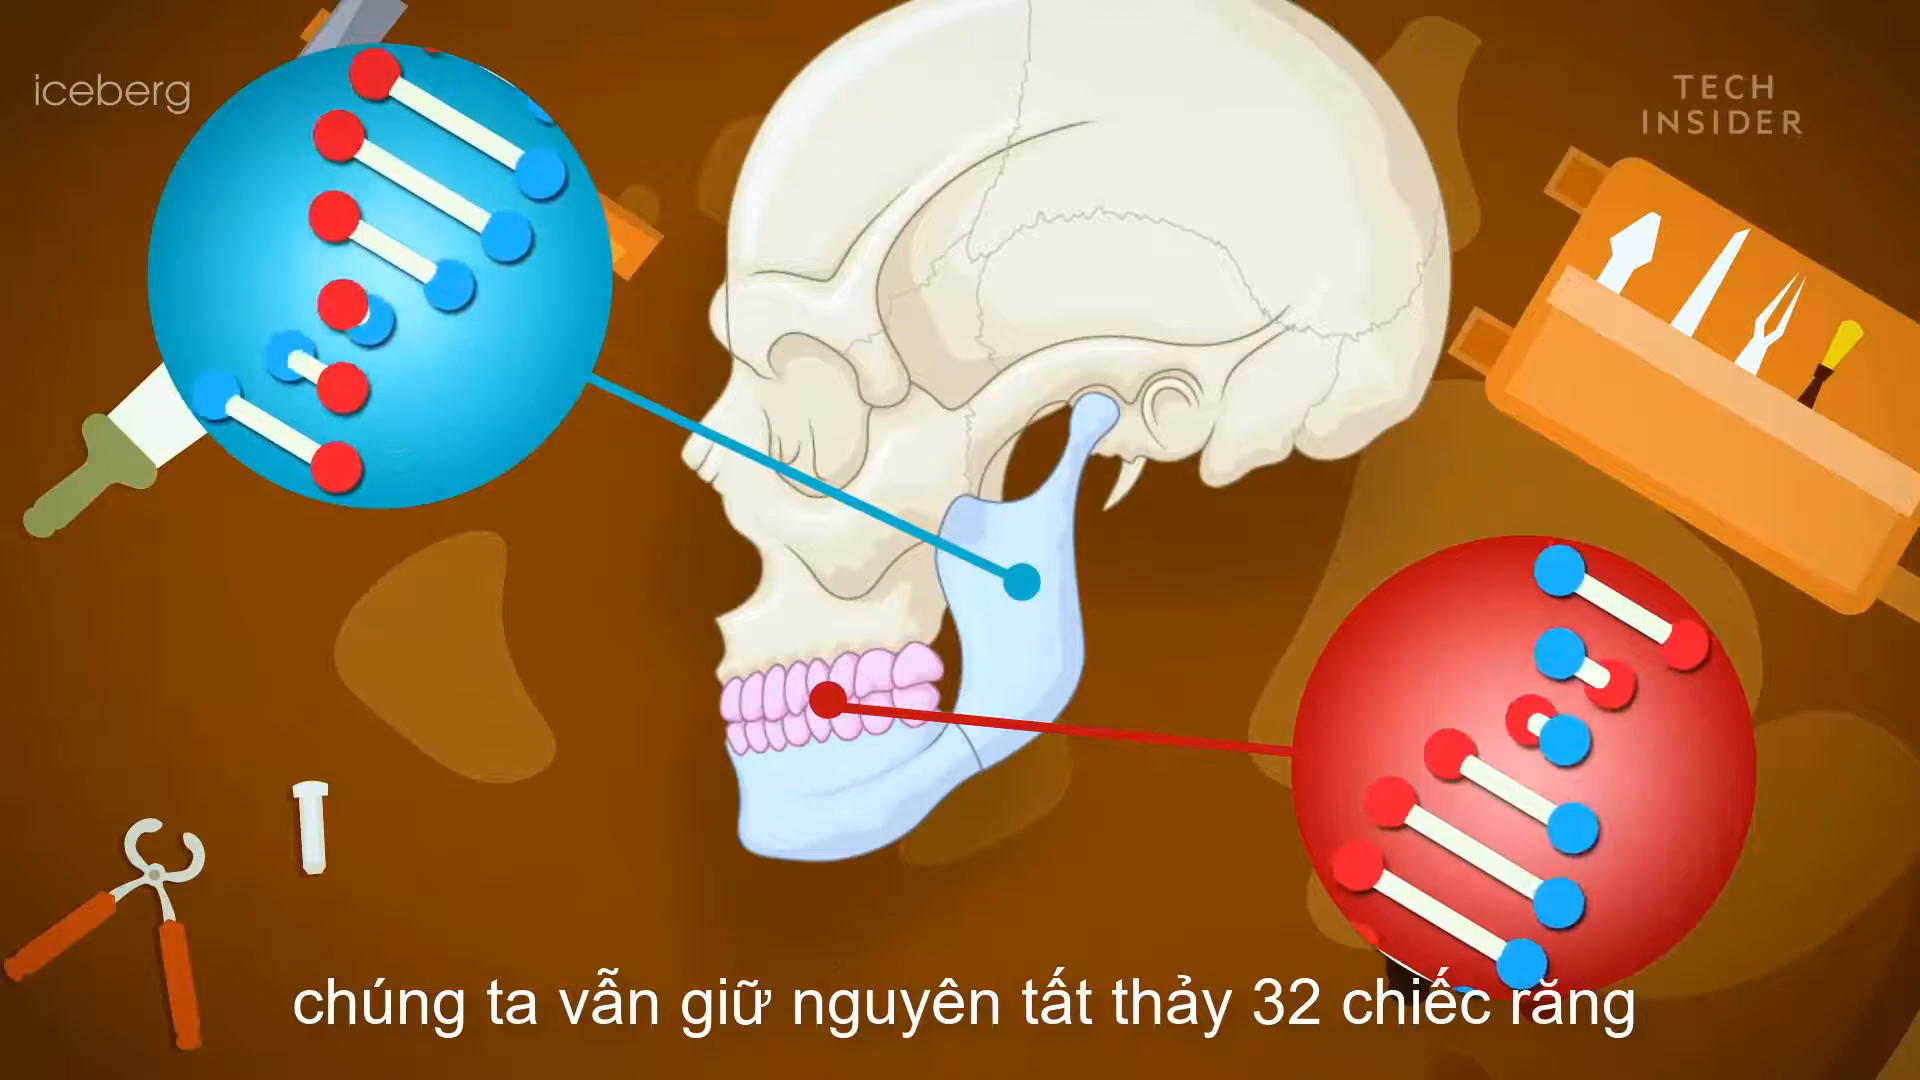 iceberg
TECH
INSIDER
chúng ta vẫn giữ nguyên tất thảy 32 chiếc răng